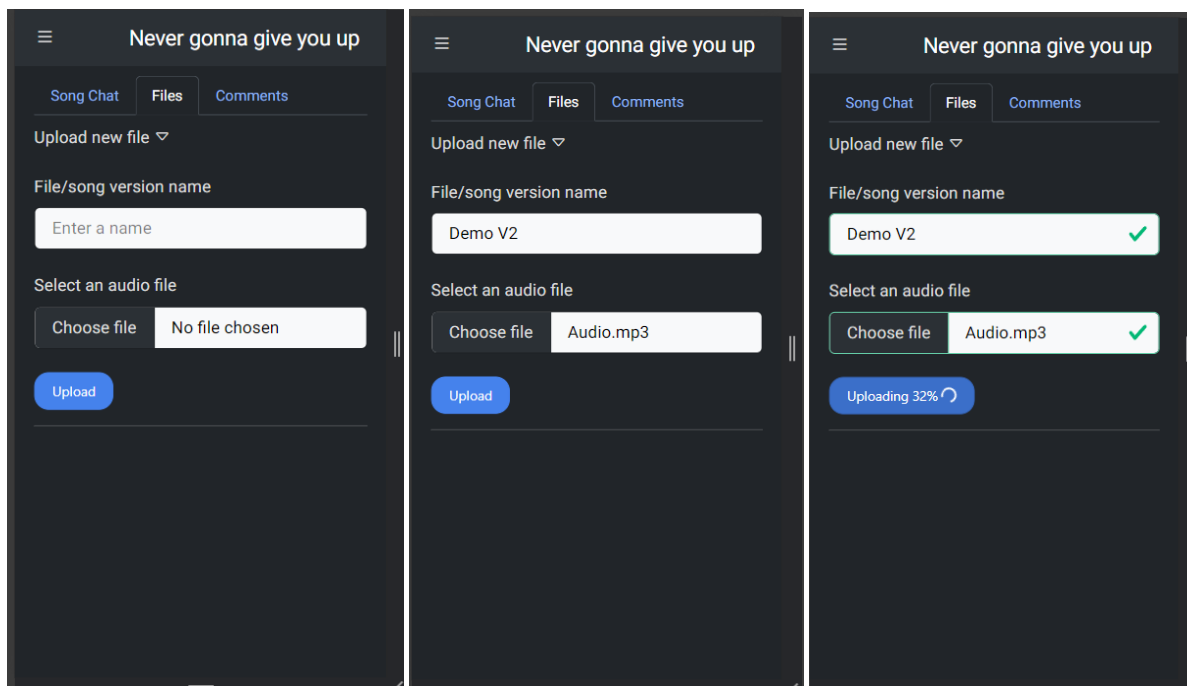 Never gonna give you up
Song Chat Files Comments
Upload new file
File/song version name
Enter a name
Select an audio file
Choose file No file chosen
Upload
Never gonna give you up
Song Chat Files Comments
Upload new file
File/song version name
Demo V2
Select an audio file
Choose file Audio.mp3
Upload
Never gonna give you up
Song Chat Files Comments
Upload new file
File/song version name
Demo V2
Select an audio file
Choose file Audio.mp3
Uploading 32%